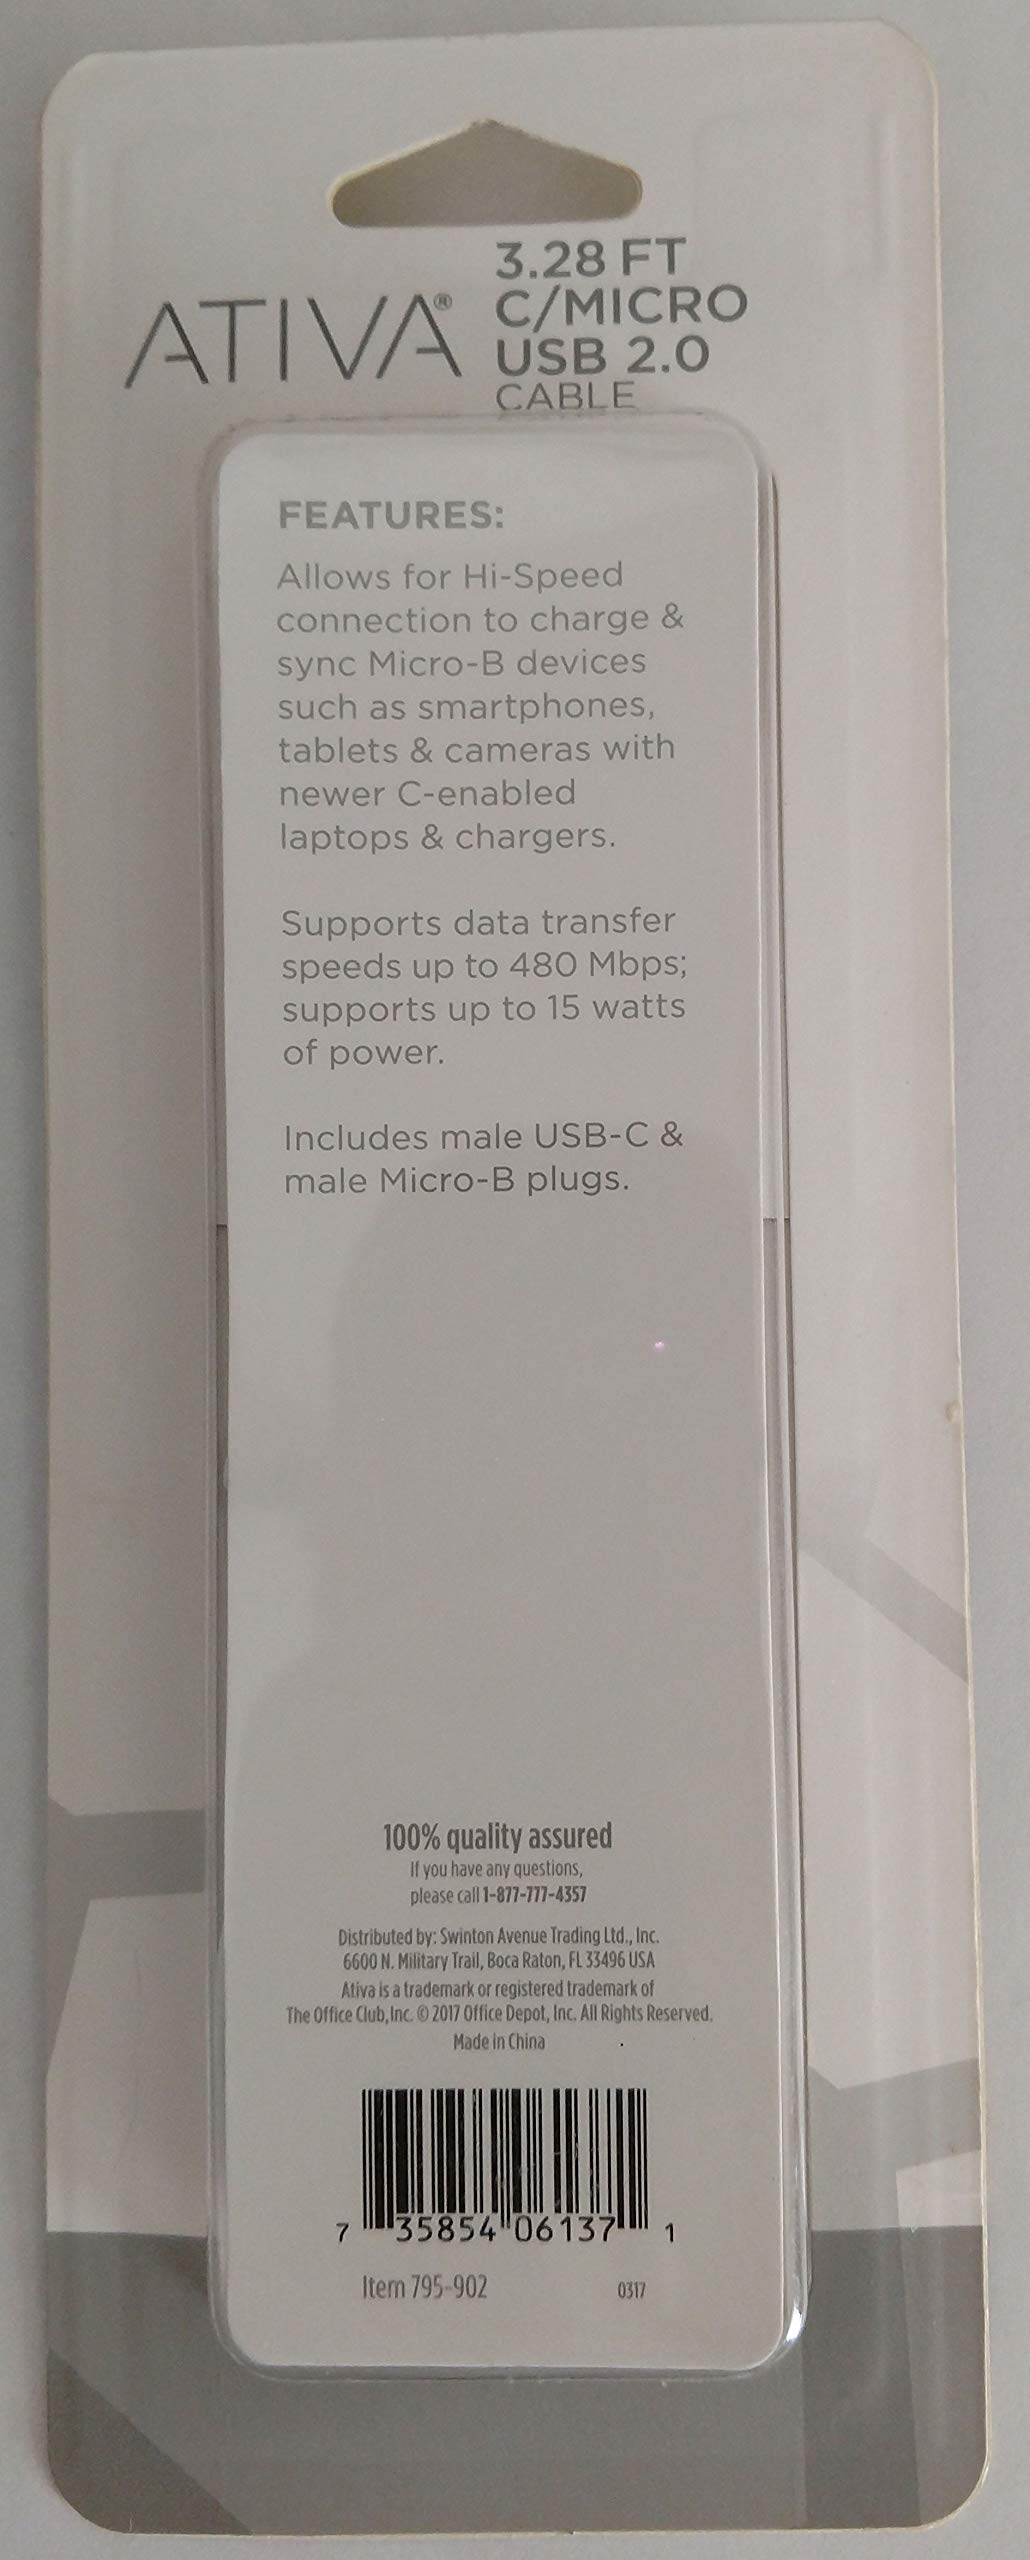 ATIVA®
3.28 FT
C/MICRO
USB 2.0
CABLE
FEATURES:
Allows for Hi-Speed
connection to charge &
sync Micro-B devices
such as smartphones,
tablets & cameras with
newer C-enabled
laptops & chargers.
Supports data transfer
speeds up to 480 Mbps;
supports up to 15 watts
of power.
Includes male USB-C &
male Micro-B plugs.
100% quality assured
If you have any questions,
please call 1-877-777-4357
Distributed by: Swinton Avenue Trading Ltd., Inc.
6600 N. Military Trail, Boca Raton, FL 33496 USA
Ativa is a trademark or registered trademark of
The Office Club, Inc. © 2017 Office Depot, Inc. All Rights Reserved.
Made in China
7 35854 06137 1
Item 795-902 0317